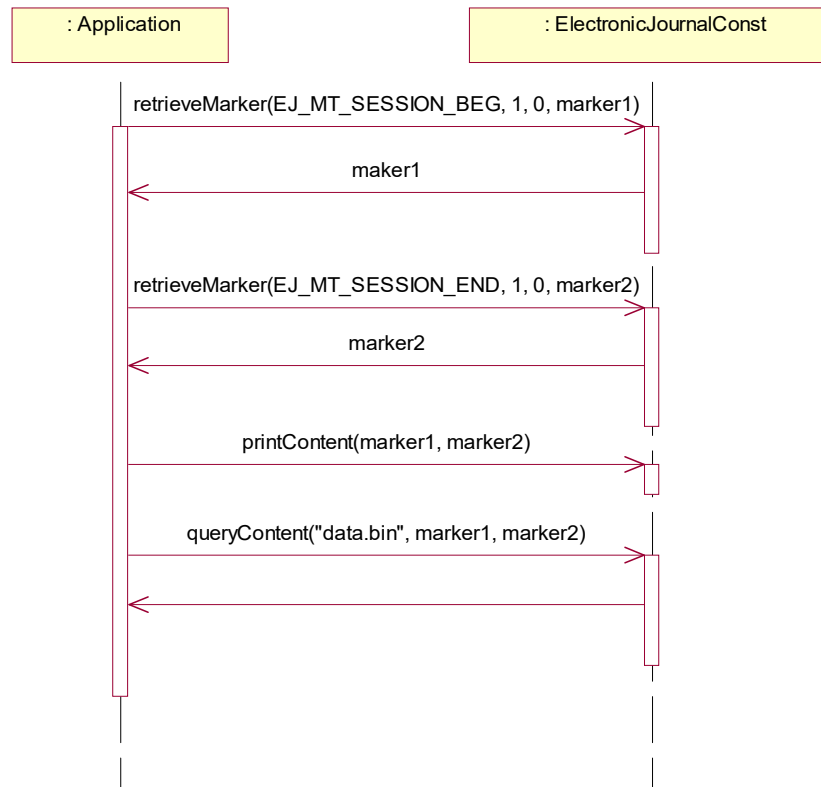 : Application
: ElectronicJournalConst
retrieveMarker(EJ_MT_SESSION_BEG, 1, 0, marker1)
maker1
retrieveMarker(EJ_MT_SESSION_END, 1, 0, marker2)
marker2
printContent(marker1, marker2)
queryContent("data.bin", marker1, marker2)